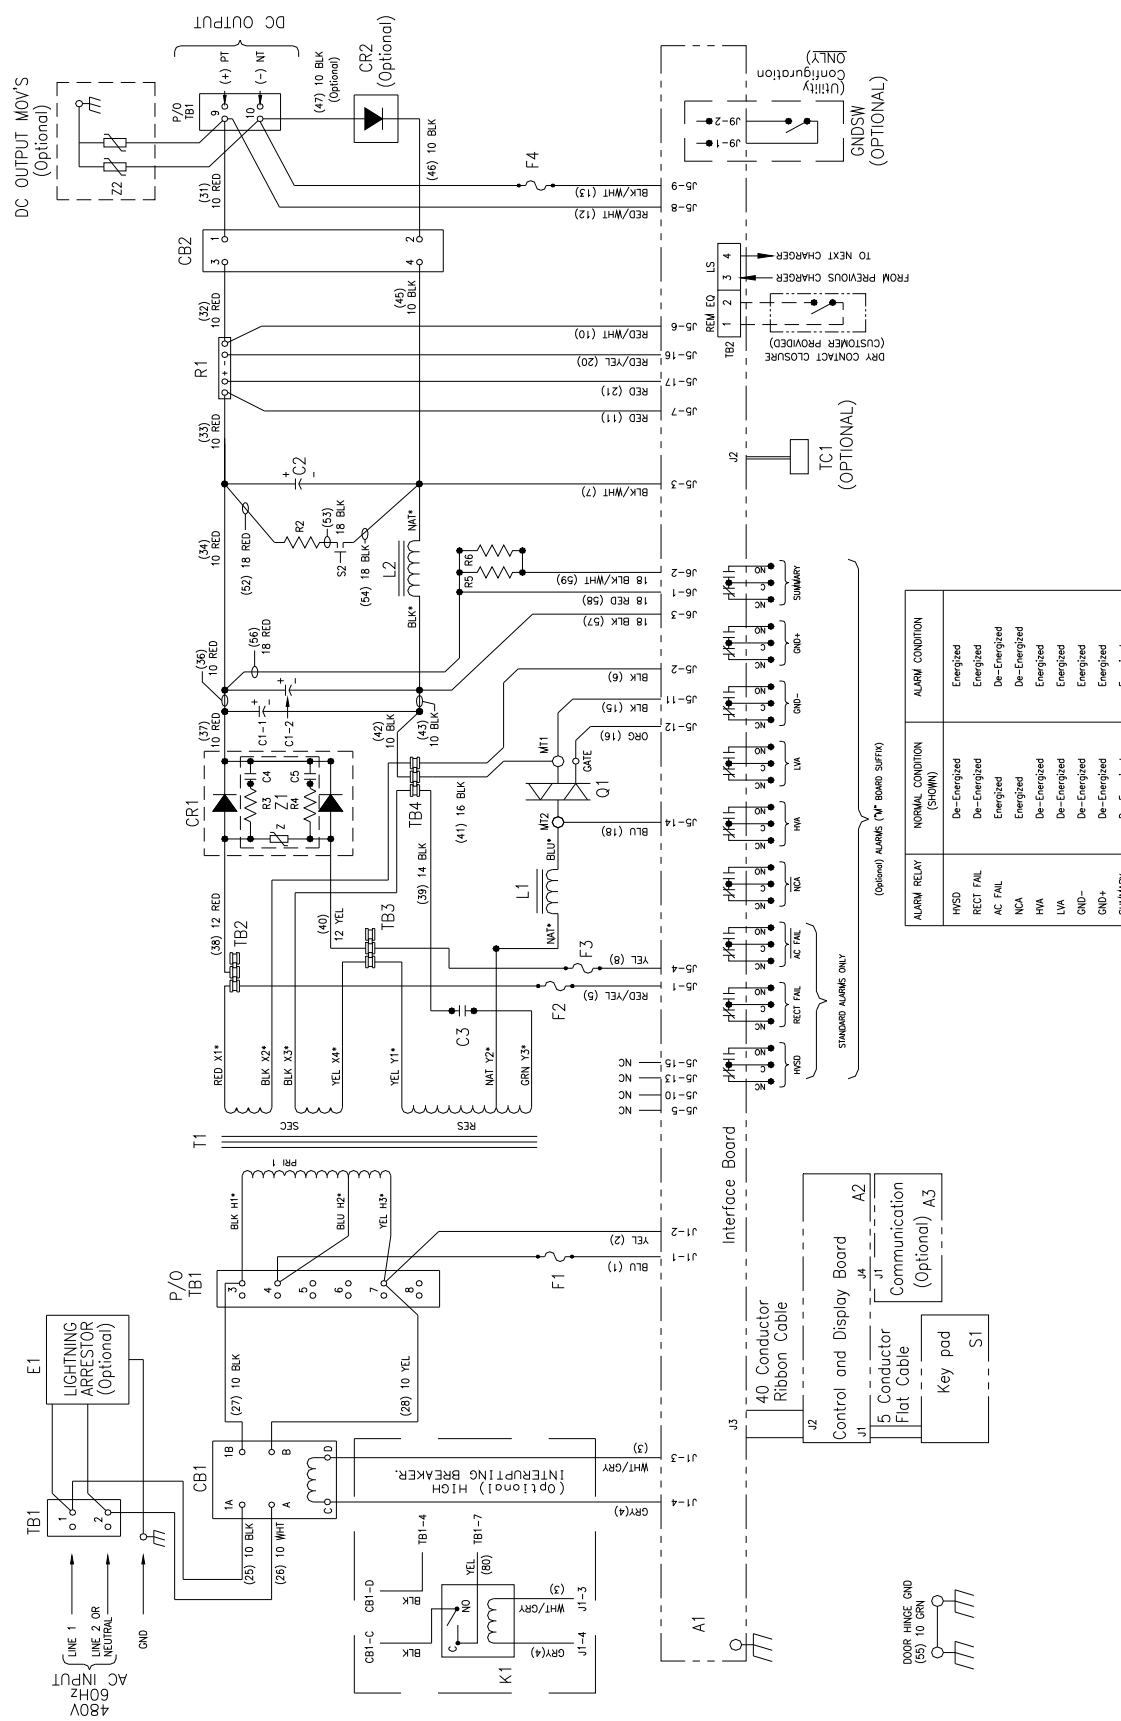 480V
60Hz
AC INPUT
LINE 1
LINE 2 OR
NEUTRAL
GND
TB1
1
2
E1
LIGHTNING
ARRESTOR
(Optional)
(25) 10 BLK
(26) 10 WHT
CB1
1A
1B
A
B
C
D
(27) 10 BLK
(28) 10 YEL
P/O
TB1
3
4
5
6
7
8
BLK H1*
BLU H2*
YEL H3*
PRI 1
T1
SEC
RES
RED X1*
BLK X2*
BLK X3*
YEL X4*
YEL Y1*
NAT Y2*
GRN Y3*
C3
TB2
(38) 12 RED
(40)
12 YEL
TB3
(39) 14 BLK
TB4
(41) 16 BLK
CR1
Z1
Z
R3
C4
R4
C5
(37)
10 RED
(36)
10 RED
C1-1
C1-2
+
-
(42)
10 BLK
(43)
10 BLK
(56)
18 RED
(34)
10 RED
(52) 18 RED
R2
(53)
18 BLK
S2
(54) 18 BLK
L2
BLK*
NAT*
C2
+
-
(33)
10 RED
R1
+ -
(32)
10 RED
(45)
10 BLK
CB2
3
1
4
2
(31)
10 RED
(46) 10 BLK
DC OUTPUT MOV'S
(Optional)
Z2
P/O
TB1
9
10
(+) PT
(-) NT
DC OUTPUT
(47) 10 BLK
(Optional)
CR2
(Optional)
L1
NAT*
BLU*
MT2
MT1
GATE
Q1
R5
R6
F1
F2
F3
F4
(Optional) HIGH
INTERRUPTING BREAKER.
CB1-C
CB1-D
BLK
BLK
TB1-4
TB1-7
YEL
(80)
C
NO
K1
GRY(4)
WHT/GRY
(3)
J1-4
J1-3
GRY(4)
J1-4
WHT/GRY
(3)
J1-3
BLU (1)
J1-1
YEL (2)
J1-2
NC
J5-5
NC
J5-10
NC
J5-13
NC
J5-15
RED/YEL (5)
J5-1
YEL (8)
J5-4
BLU (18)
J5-14
ORG (16)
J5-12
BLK (15)
J5-11
BLK (6)
J5-2
18 BLK (57)
J6-3
18 RED (58)
J6-1
18 BLK/WHT (59)
J6-2
BLK/WHT (7)
J5-3
RED (11)
J5-7
RED (21)
J5-17
RED/YEL (20)
J5-16
RED/WHT (10)
J5-6
RED/WHT (12)
J5-8
BLK/WHT (13)
J5-9
A1
Interface Board
J3
40 Conductor
Ribbon Cable
J2
Control and Display Board
A2
J1
J4
5 Conductor
Flat Cable
Key pad
S1
J1
Communication
(Optional) A3
DOOR HINGE GND
(55) 10 GRN
NC
C
NO
HVSD
NC
C
NO
RECT FAIL
NC
C
NO
AC FAIL
NC
C
NO
NCA
NC
C
NO
HVA
NC
C
NO
LVA
NC
C
NO
GND-
NC
C
NO
GND+
NC
C
NO
SUMMARY
STANDARD ALARMS ONLY
(Optional) ALARMS ("M" BOARD SUFFIX)
J2
TC1
(OPTIONAL)
TB2
REM EQ
LS
1
2
3
4
DRY CONTACT CLOSURE
(CUSTOMER PROVIDED)
FROM PREVIOUS CHARGER
TO NEXT CHARGER
J9-1
J9-2
GNDSW
(OPTIONAL)
(Utility
Configuration
ONLY)
ALARM RELAY
NORMAL CONDITION
(SHOWN)
ALARM CONDITION
HVSD
De-Energized
Energized
RECT FAIL
De-Energized
Energized
AC FAIL
Energized
De-Energized
NCA
Energized
De-Energized
HVA
De-Energized
Energized
LVA
De-Energized
Energized
GND-
De-Energized
Energized
GND+
De-Energized
Energized